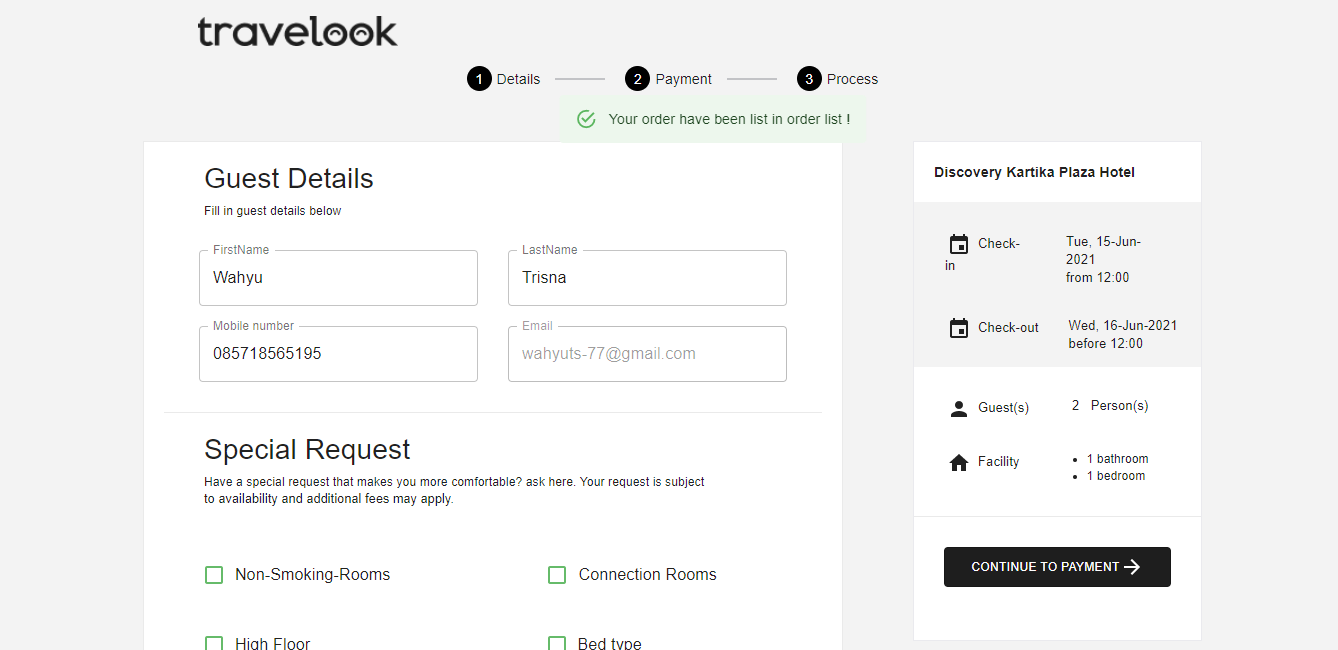 travelook
1 Details
2 Payment
3 Process
Your order have been list in order list !
Guest Details
Fill in guest details below
FirstName
Wahyu
LastName
Trisna
Mobile number
085718565195
Email
wahyuts-77@gmail.com
Special Request
Have a special request that makes you more comfortable? ask here. Your request is subject
to availability and additional fees may apply.
Non-Smoking-Rooms
Connection Rooms
High Floor
Bed type
Discovery Kartika Plaza Hotel
Check-
in
Tue, 15-Jun-
2021
from 12:00
Check-out
Wed, 16-Jun-2021
before 12:00
Guest(s)
2 Person(s)
Facility
1 bathroom
1 bedroom
CONTINUE TO PAYMENT